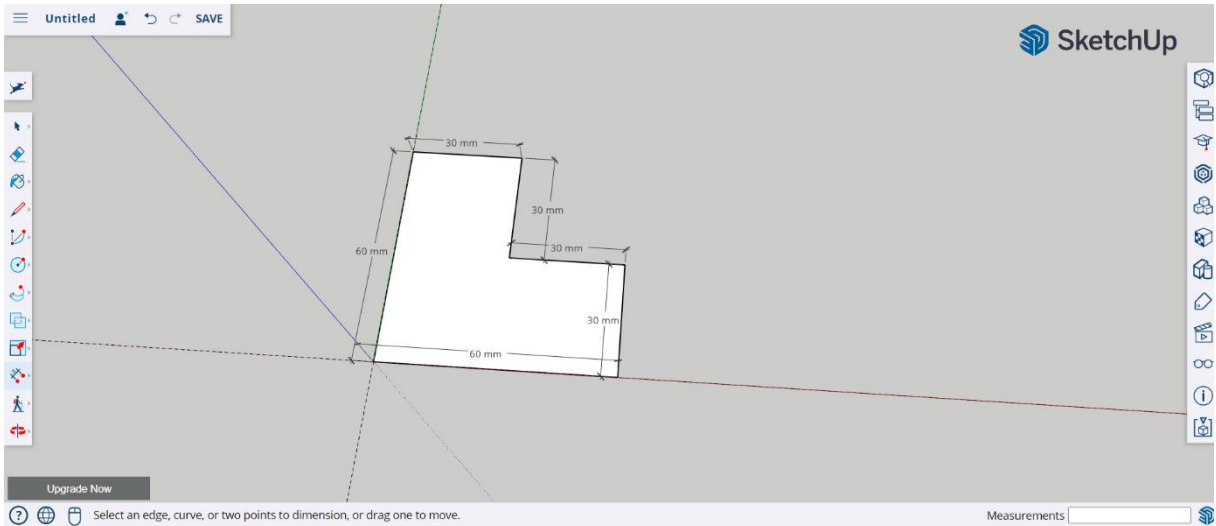 Untitled SAVE
SketchUp
30 mm
30 mm
60 mm
30 mm
30 mm
60 mm
Upgrade Now
Select an edge, curve, or two points to dimension, or drag one to move.
Measurements